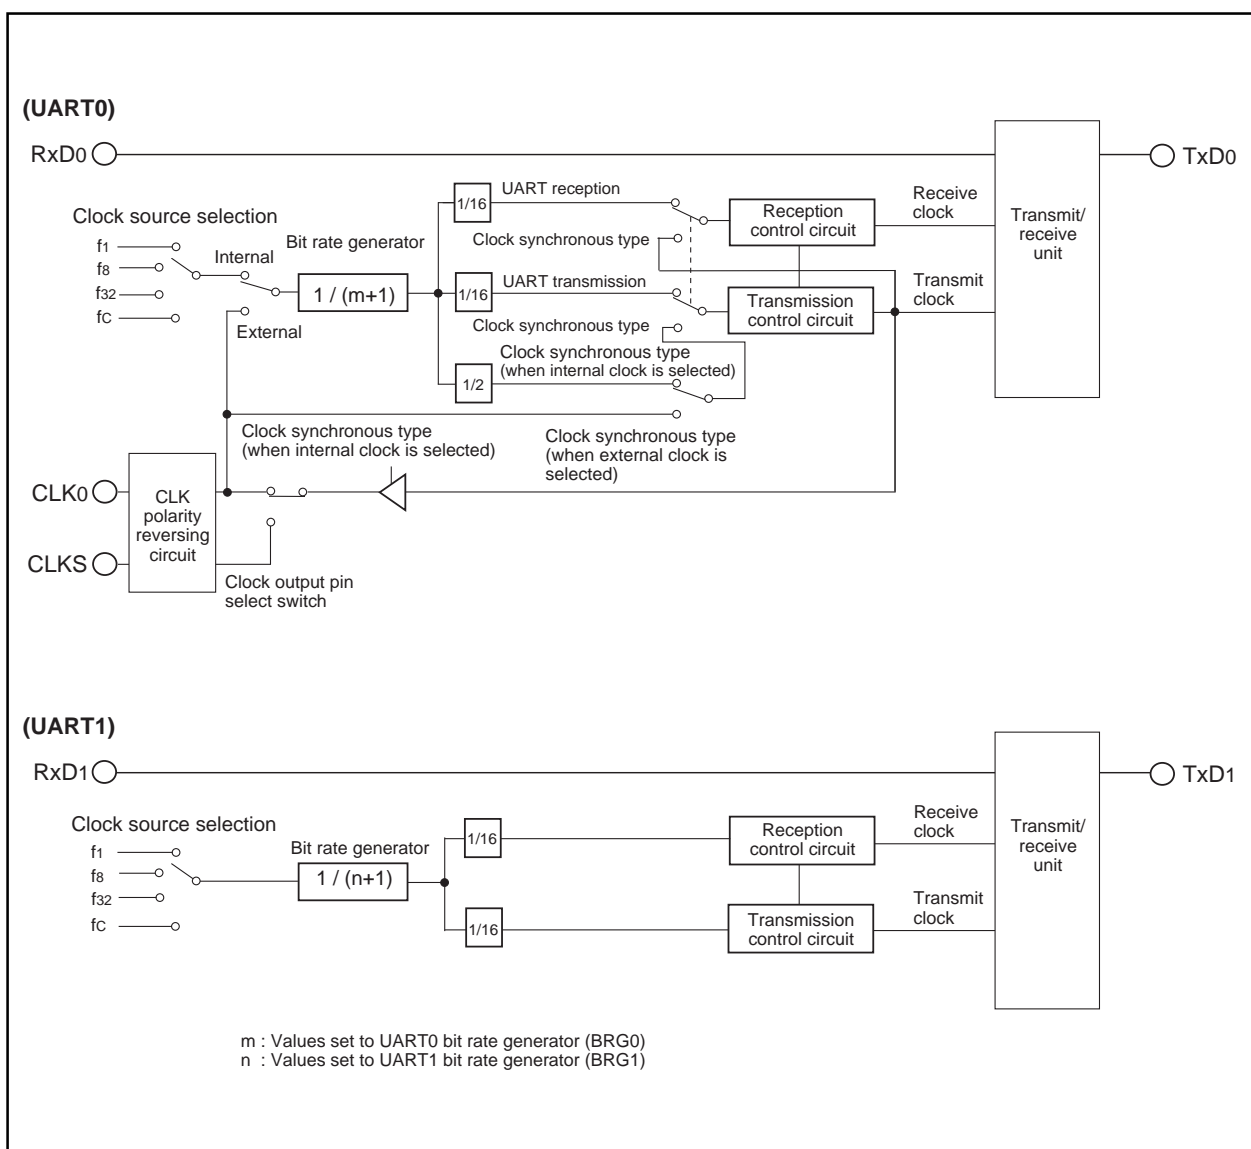 (UART0)
RxD0
TxD0
Clock source selection
f1
f8
f32
fC
Internal
External
Bit rate generator
1 / (m+1)
1/16
UART reception
Clock synchronous type
1/16
UART transmission
Clock synchronous type
Clock synchronous type
(when internal clock is selected)
1/2
Reception
control circuit
Transmission
control circuit
Receive
clock
Transmit
clock
Transmit/
receive
unit
Clock synchronous type
(when internal clock is selected)
Clock synchronous type
(when external clock is
selected)
CLK0
CLKS
CLK
polarity
reversing
circuit
Clock output pin
select switch
(UART1)
RxD1
TxD1
Clock source selection
f1
f8
f32
fC
Bit rate generator
1 / (n+1)
1/16
1/16
Reception
control circuit
Transmission
control circuit
Receive
clock
Transmit
clock
Transmit/
receive
unit
m : Values set to UART0 bit rate generator (BRG0)
n : Values set to UART1 bit rate generator (BRG1)